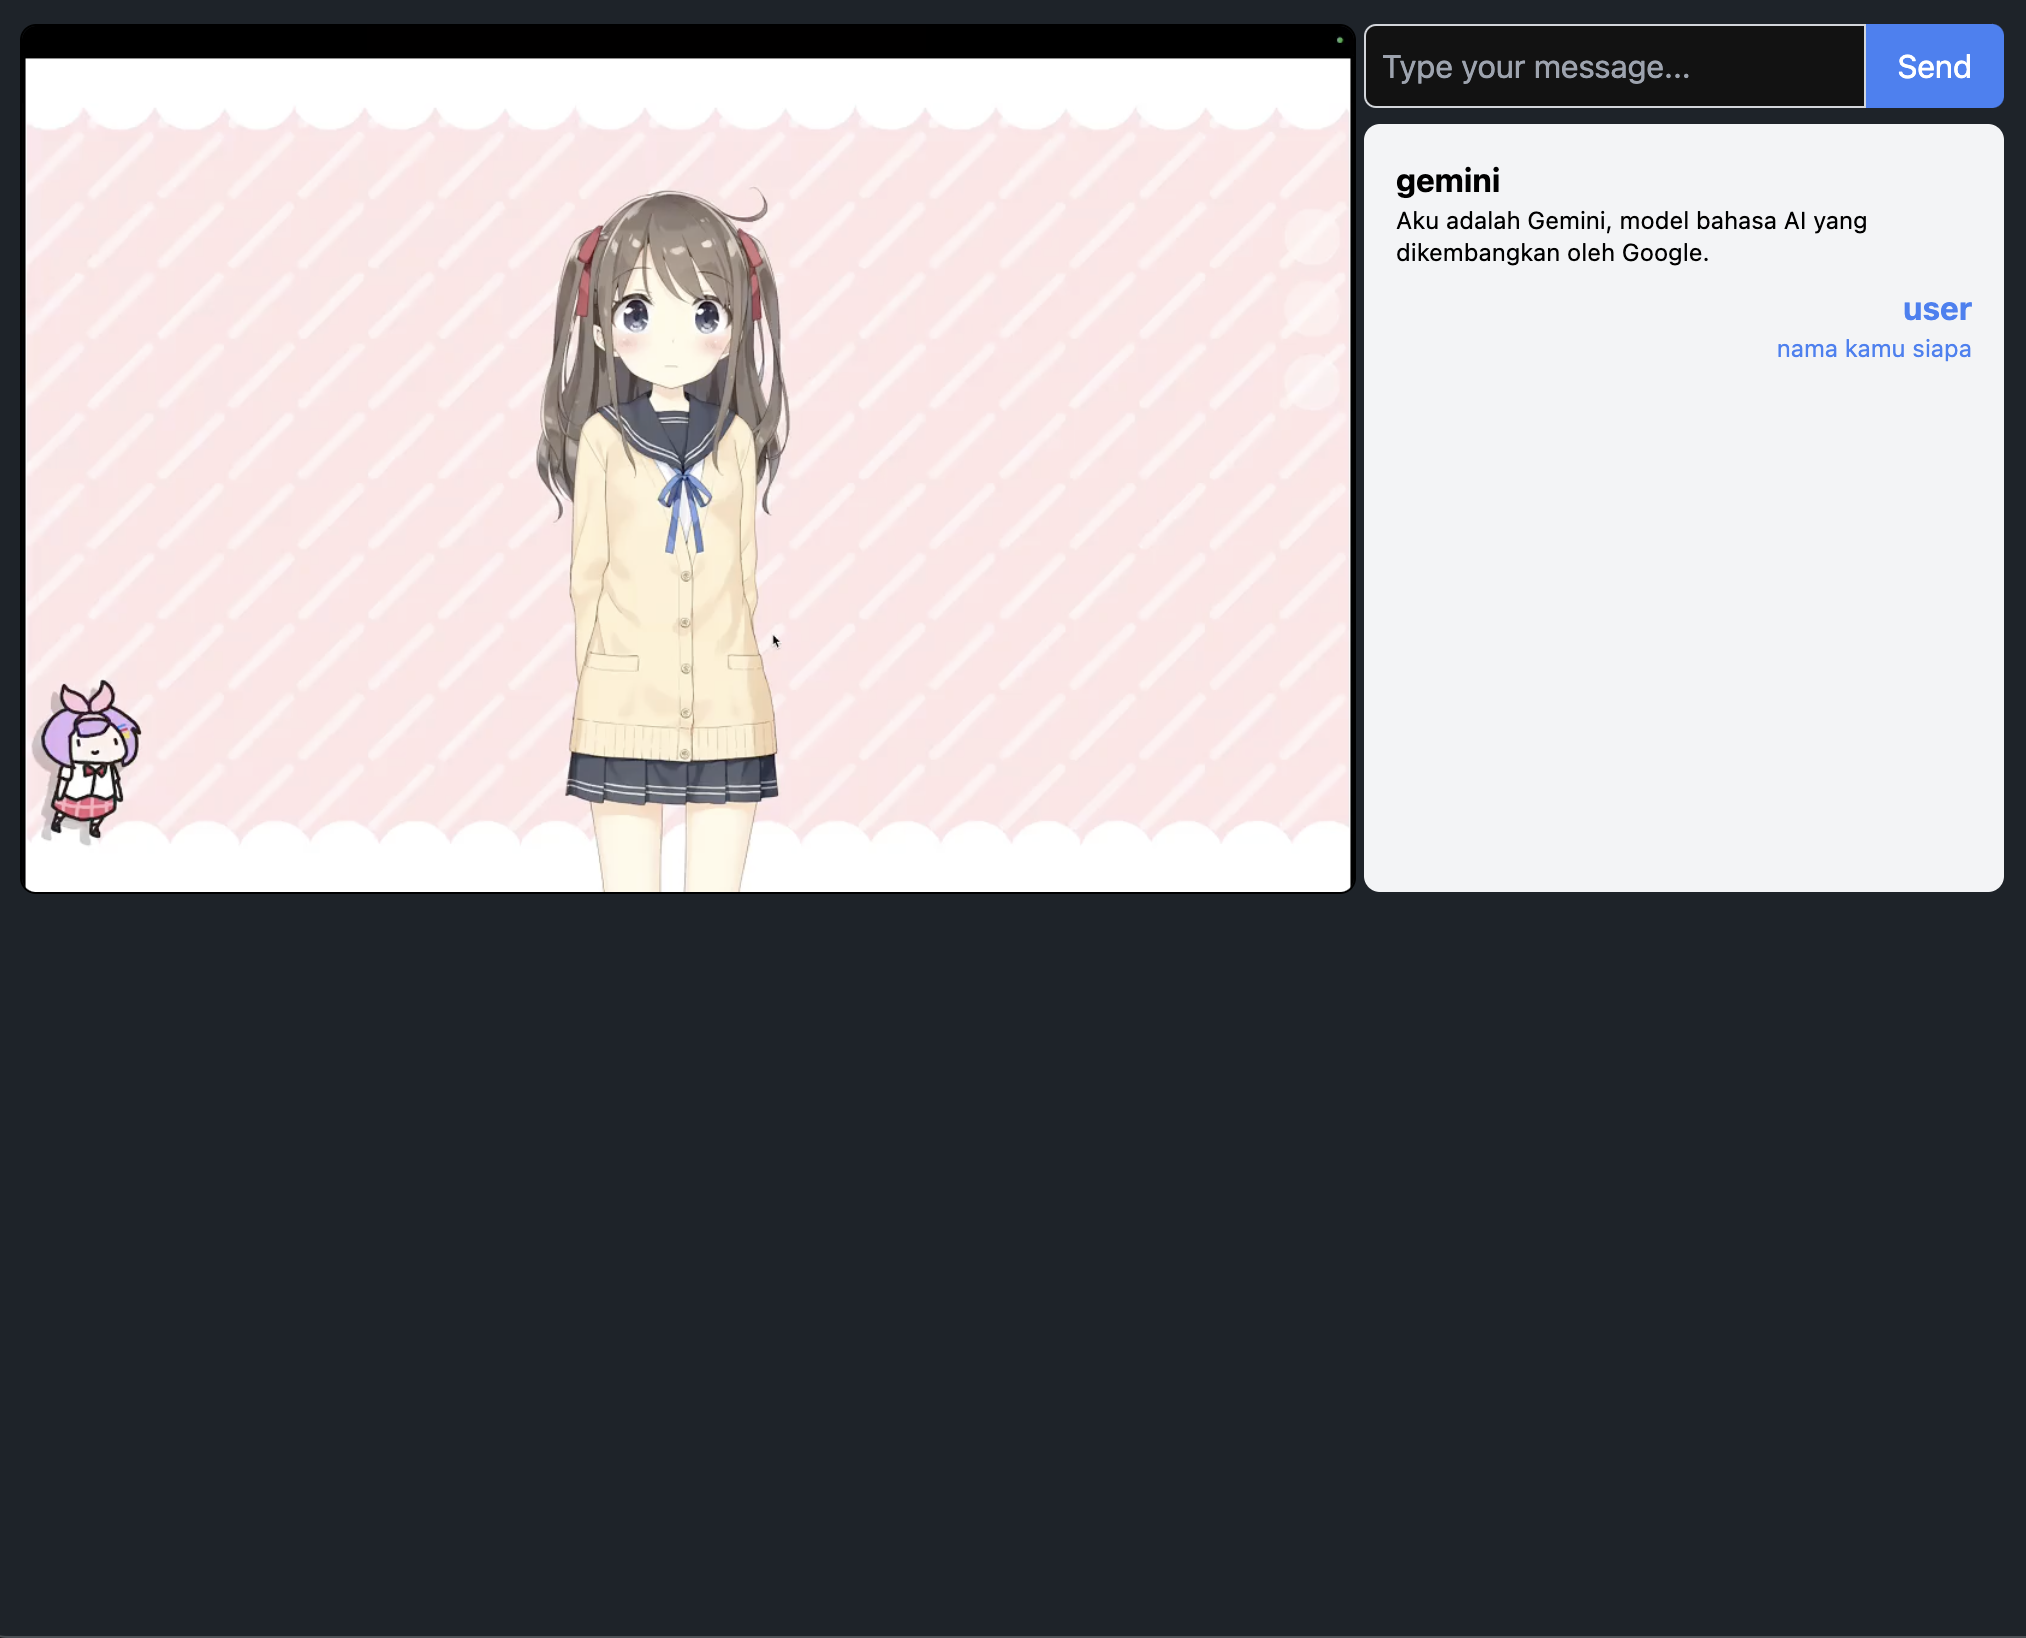 Type your message...
Send
gemini
Aku adalah Gemini, model bahasa AI yang
dikembangkan oleh Google.
user
nama kamu siapa